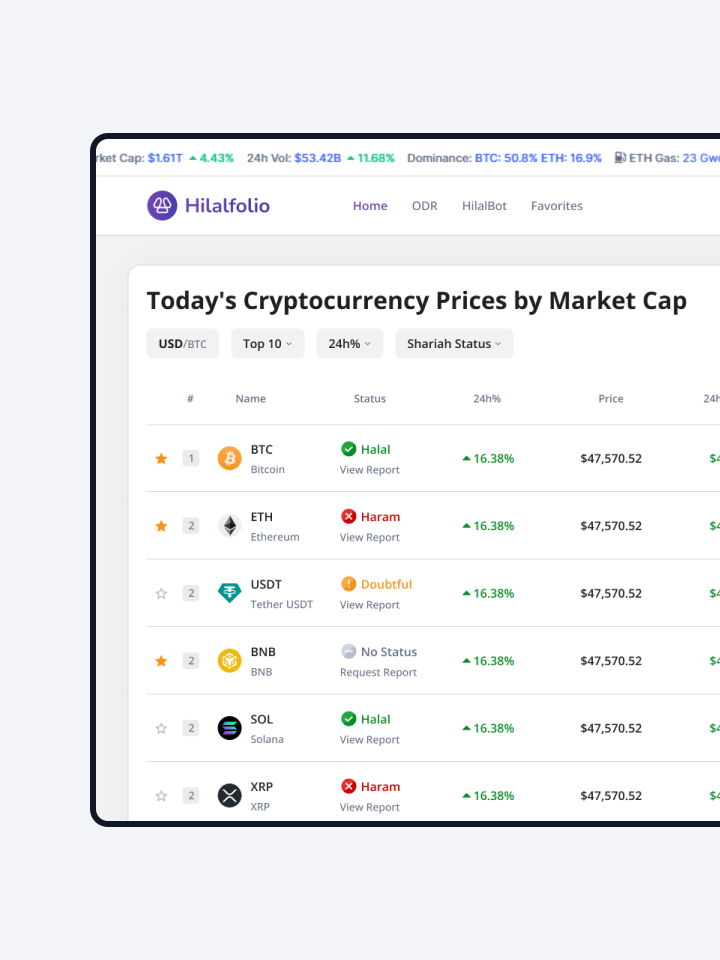 rket Cap: $1.61T 4.43% 24h Vol: $53.42B 11.68% Dominance: BTC: 50.8% ETH: 16.9% ETH Gas: 23 Gwe
Hilalfolio Home ODR HilalBot Favorites
Today's Cryptocurrency Prices by Market Cap
USD/BTC Top 10 24h% Shariah Status
# Name Status 24h% Price 24h
1 BTC Halal 16.38% $47,570.52 $4
Bitcoin View Report
2 ETH Haram 16.38% $47,570.52 $4
Ethereum View Report
2 USDT Doubtful 16.38% $47,570.52 $4
Tether USDT View Report
2 BNB No Status 16.38% $47,570.52 $4
BNB Request Report
2 SOL Halal 16.38% $47,570.52 $4
Solana View Report
2 XRP Haram 16.38% $47,570.52 $4
XRP View Report